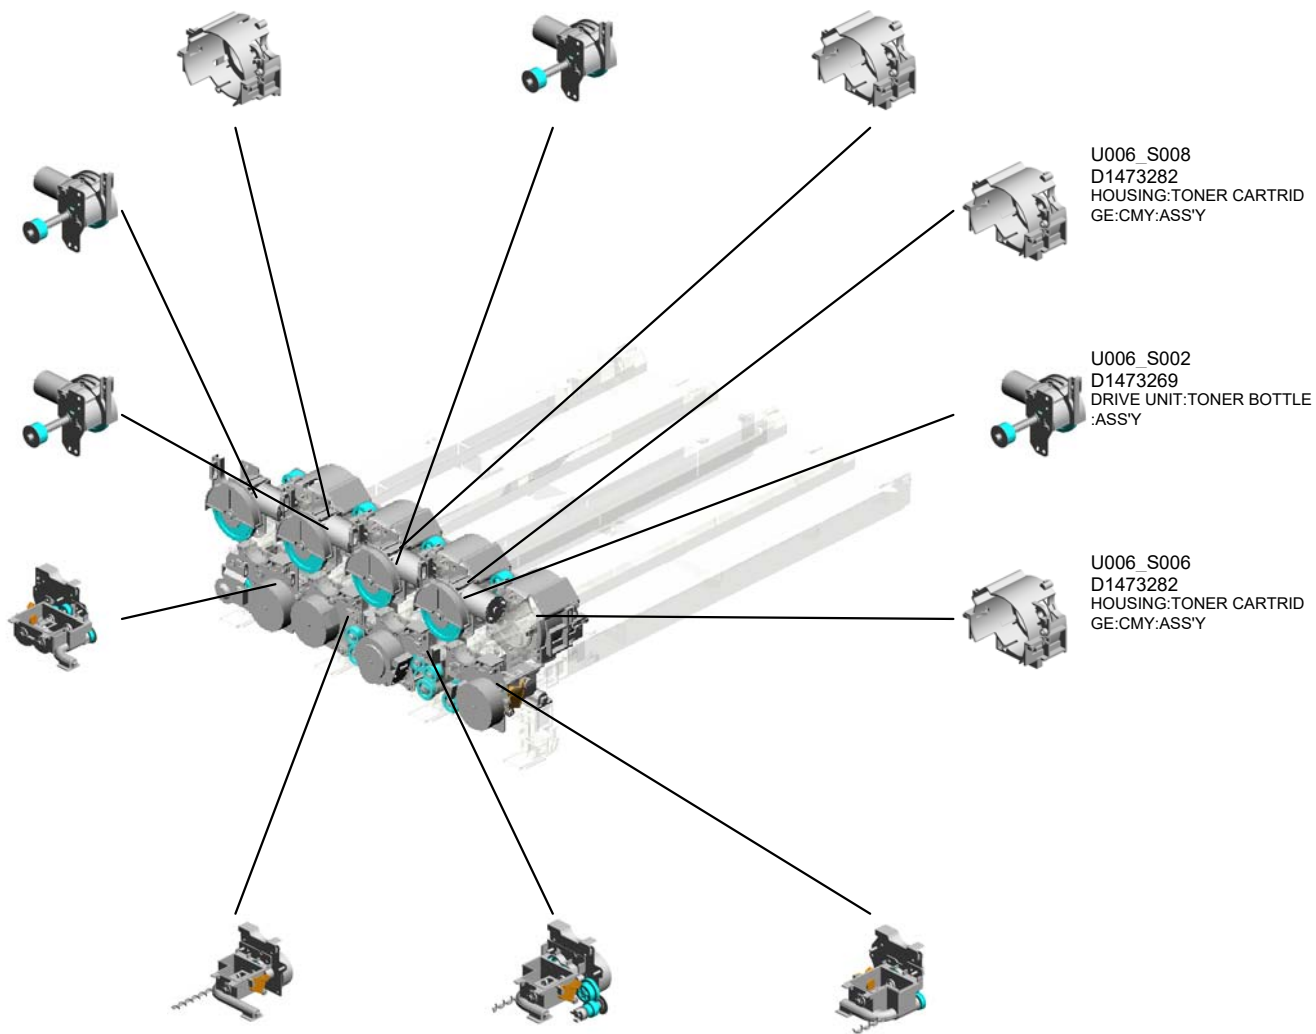 U006_S008
D1473282
HOUSING:TONER CARTRID
GE:CMY:ASS'Y
U006_S002
D1473269
DRIVE UNIT:TONER BOTTLE
:ASS'Y
U006_S006
D1473282
HOUSING:TONER CARTRID
GE:CMY:ASS'Y